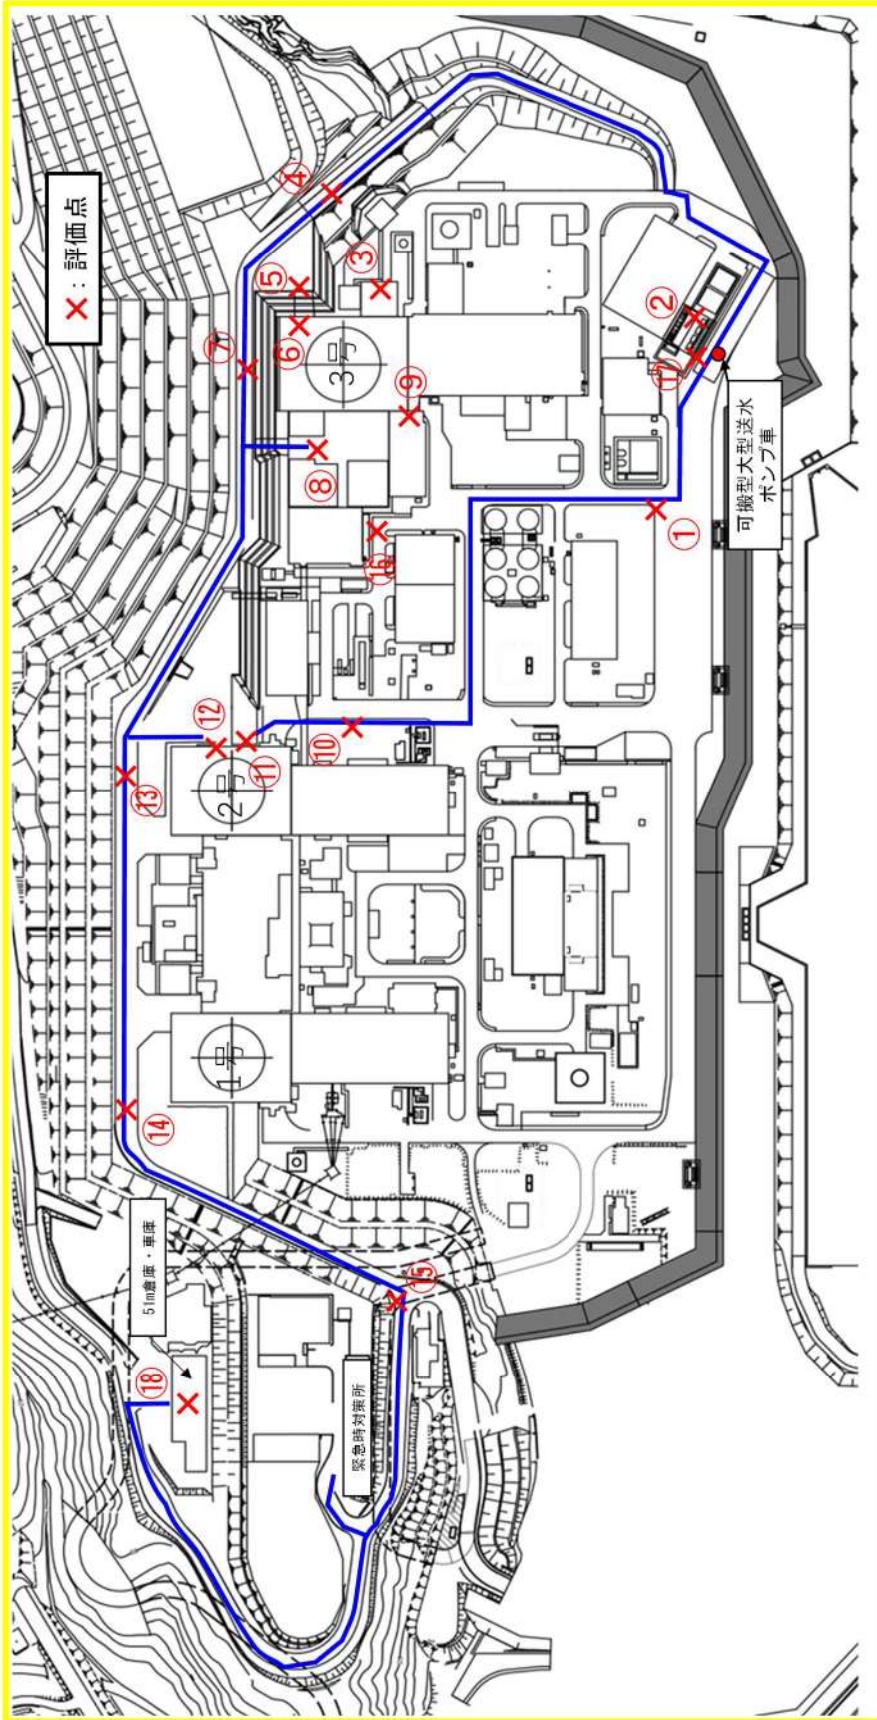 ×：評価点
④
③
⑤
⑥
⑦
3号
⑨
⑧
②
⑰
可搬型大型送水
ポンプ車
①
⑯
⑩
⑫
⑪
2号
⑬
1号
⑭
51m倉庫・車庫
⑮
⑱
緊急時対策所